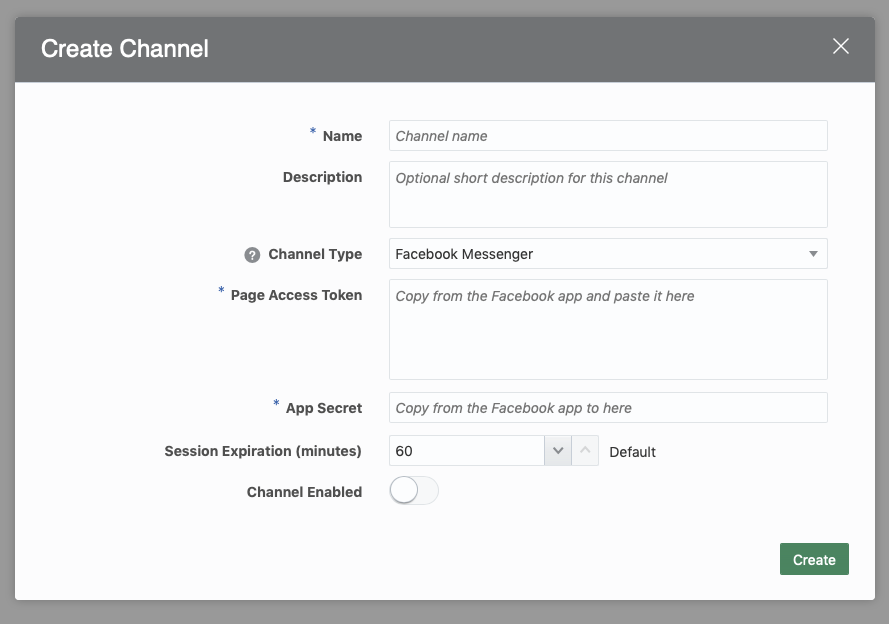 Create Channel
* Name
Channel name
Description
Optional short description for this channel
? Channel Type
Facebook Messenger
* Page Access Token
Copy from the Facebook app and paste it here
* App Secret
Copy from the Facebook app to here
Session Expiration (minutes)
60
Default
Channel Enabled
Create